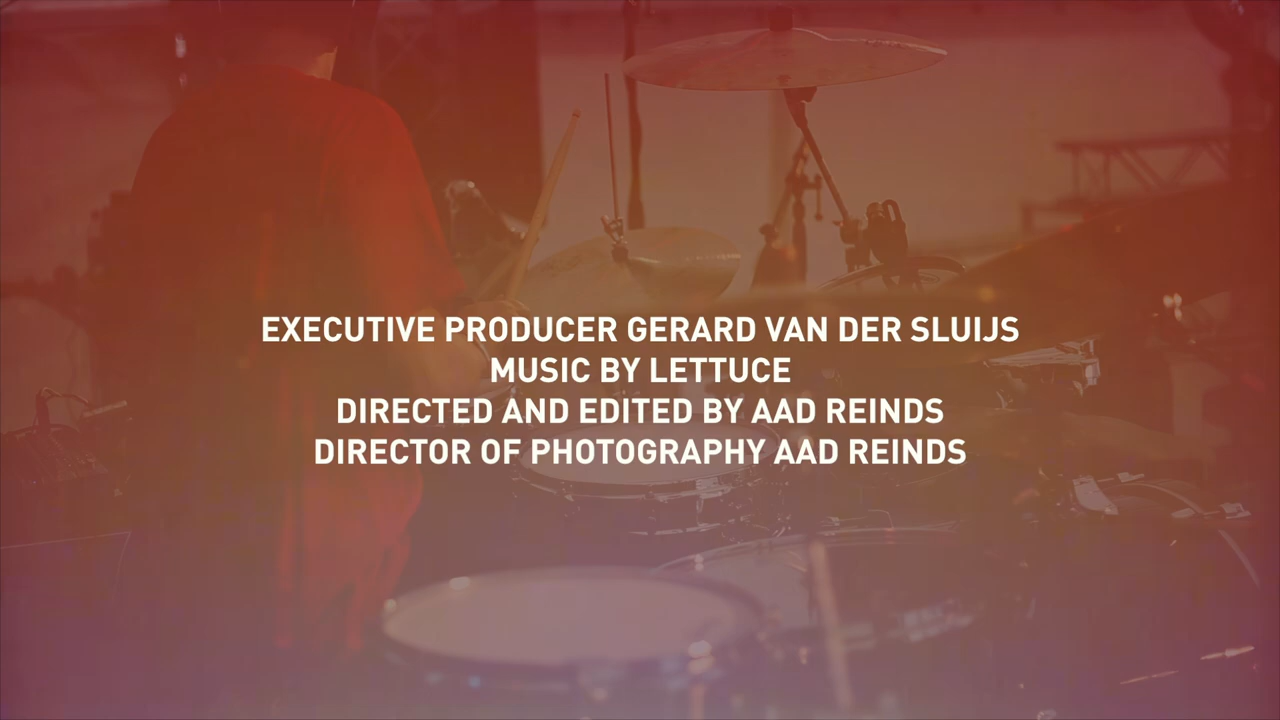 EXECUTIVE PRODUCER GERARD VAN DER SLUIJS
MUSIC BY LETTUCE
DIRECTED AND EDITED BY AAD REINDS
DIRECTOR OF PHOTOGRAPHY AAD REINDS